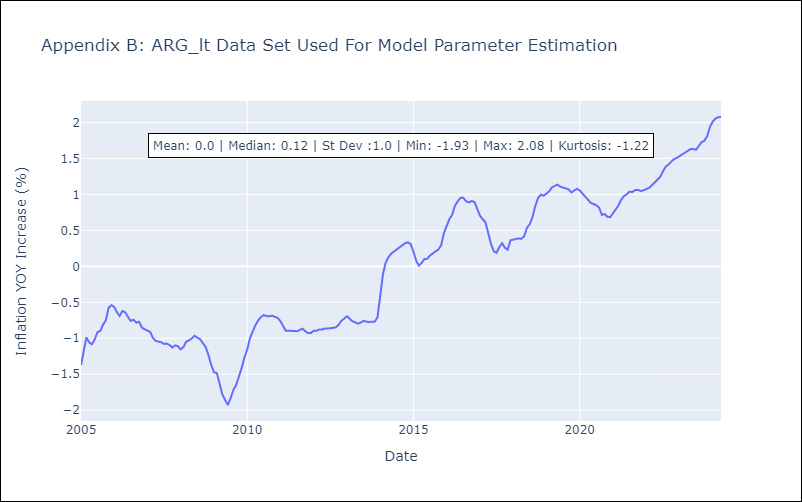 Appendix B: ARG_lt Data Set Used For Model Parameter Estimation
2
Mean: 0.0 | Median: 0.12 | St Dev :1.0 | Min: -1.93 | Max: 2.08 | Kurtosis: -1.22
1.5
1
0.5
0
−0.5
−1
−1.5
−2
Inflation YOY Increase (%)
2005 2010 2015 2020
Date